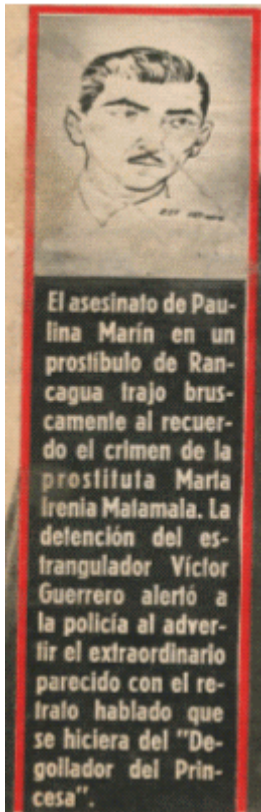 El asesinato de Pau-
lina Marín en un
prostíbulo de Ran-
cagua trajo brus-
camente al recuer-
do el crimen de la
prostituta Marta
Irenia Matamala. La
detención del es-
trangulador Víctor
Guerrero alertó a
la policía al adver-
tir el extraordinario
parecido con el re-
trato hablado que
se hiciera del "De-
gollador del Prin-
cesa".